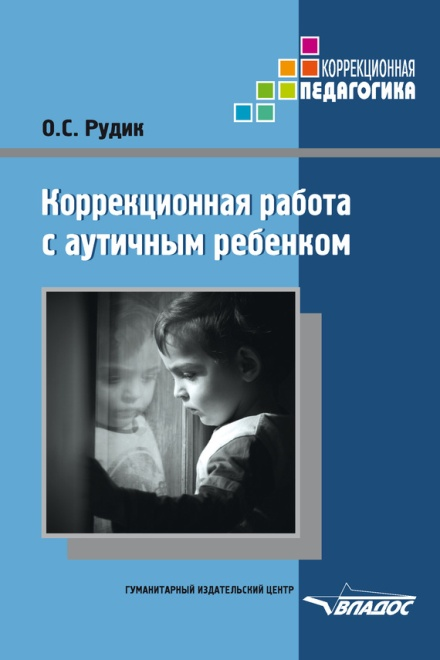 КОРРЕКЦИОННАЯ
ПЕДАГОГИКА
О.С. Рудик
Коррекционная работа
с аутичным ребенком
ГУМАНИТАРНЫЙ ИЗДАТЕЛЬСКИЙ ЦЕНТР
ВЛАДОС